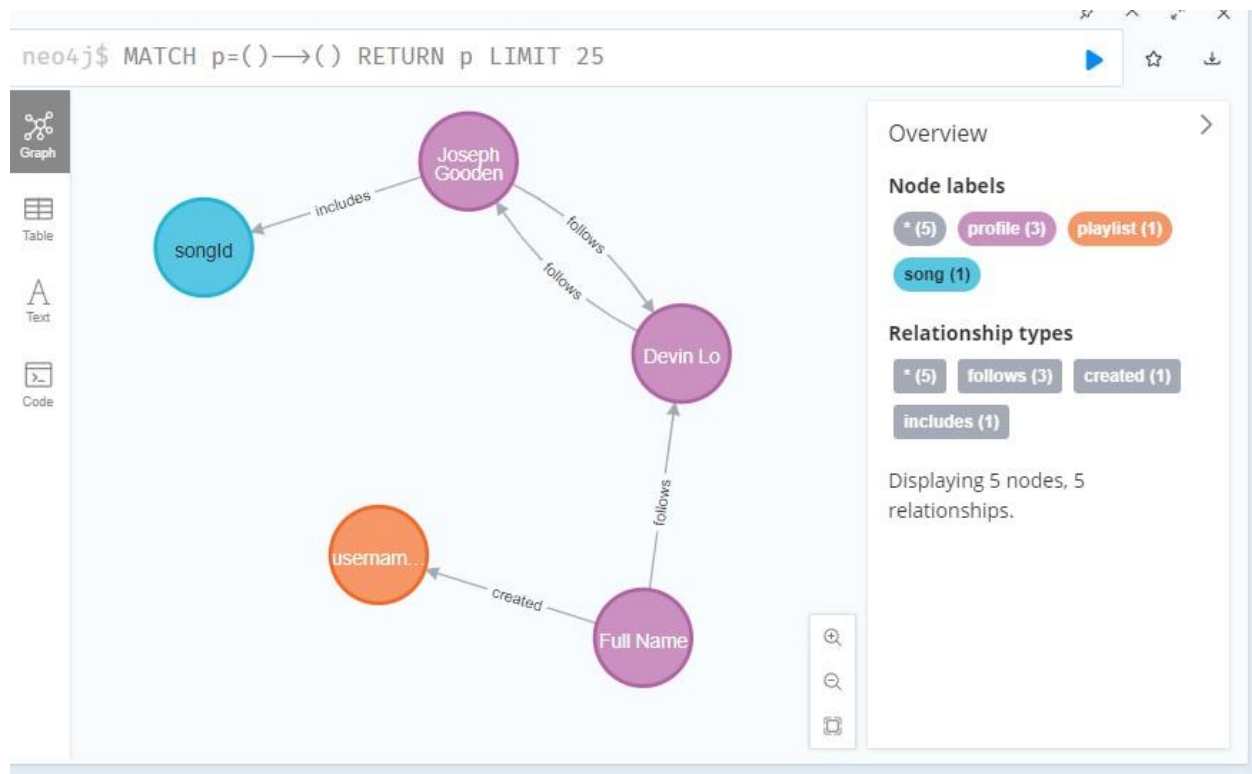 neo4j$ MATCH p=()⟶() RETURN p LIMIT 25
Graph
Table
Text
Code
Joseph
Gooden
includes
songId
follows
follows
Devin Lo
follows
usernam...
created
Full Name
Overview
Node labels
* (5) profile (3) playlist (1)
song (1)
Relationship types
* (5) follows (3) created (1)
includes (1)
Displaying 5 nodes, 5
relationships.